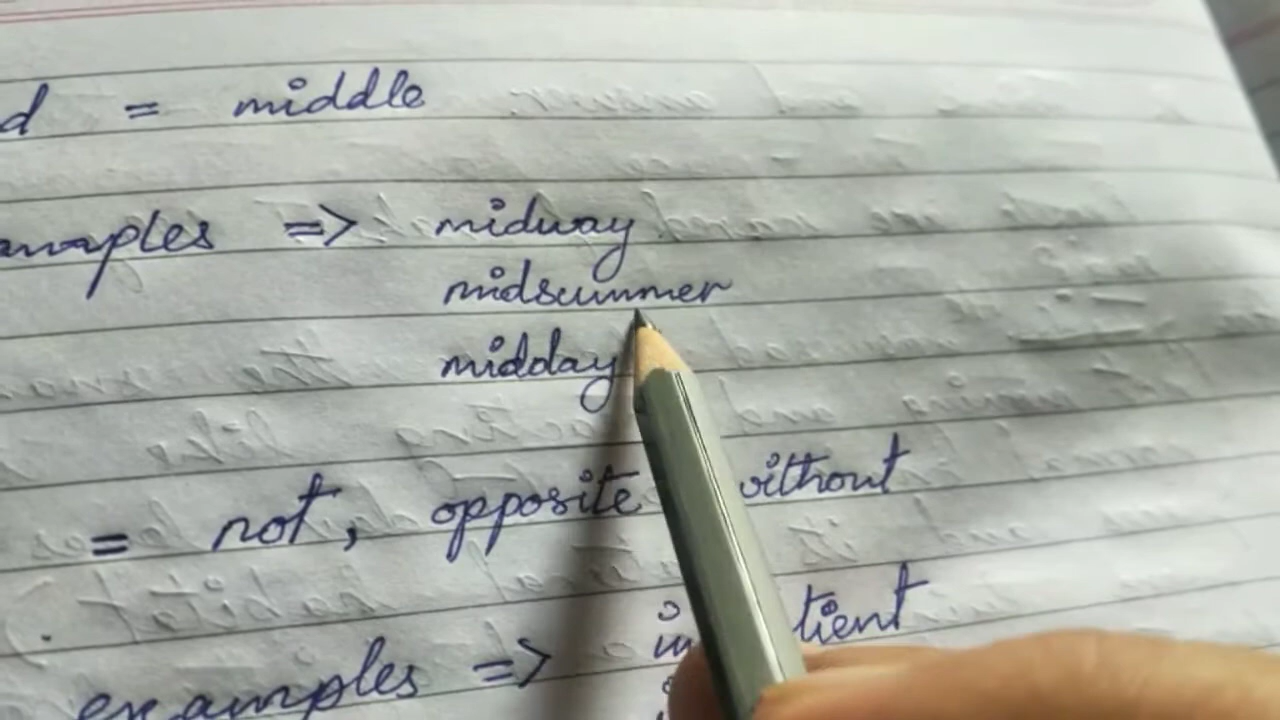 d = middle
amples => midway
midsummer
midday
= not, opposite without
examples =>